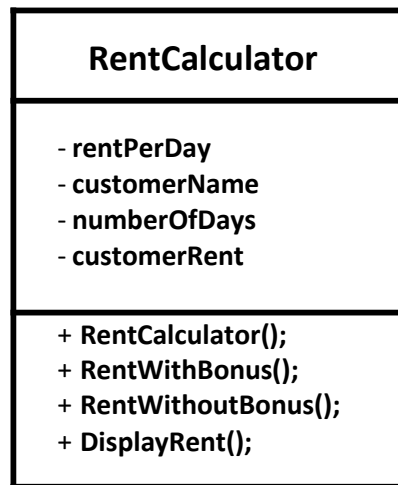 RentCalculator
- rentPerDay
- customerName
- numberOfDays
- customerRent
+ RentCalculator();
+ RentWithBonus();
+ RentWithoutBonus();
+ DisplayRent();